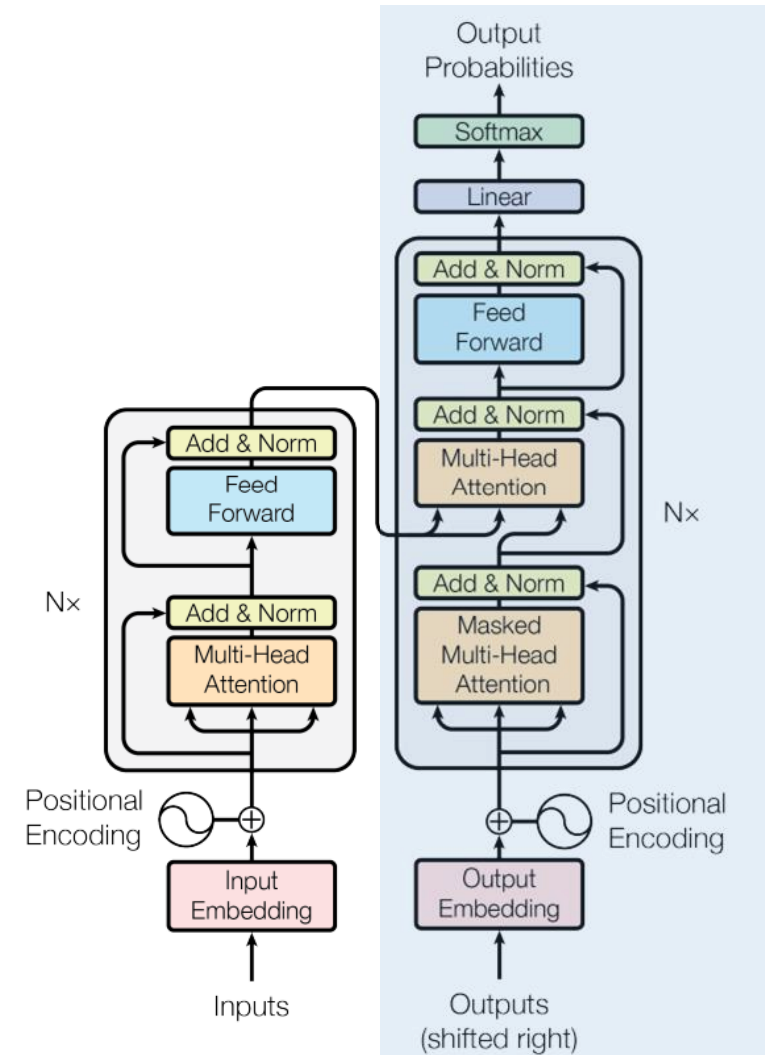 Output
Probabilities
Softmax
Linear
Add & Norm
Feed
Forward
Add & Norm
Multi-Head
Attention
Nx
Add & Norm
Masked
Multi-Head
Attention
Positional
Encoding
Output
Embedding
Outputs
(shifted right)
Add & Norm
Feed
Forward
Nx
Add & Norm
Multi-Head
Attention
Positional
Encoding
Input
Embedding
Inputs